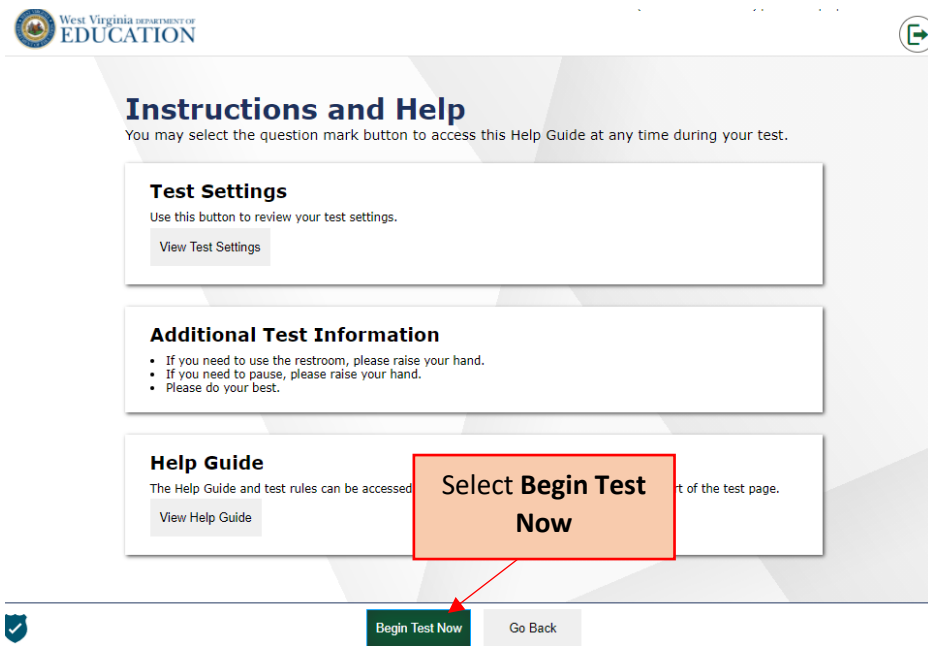 West Virginia DEPARTMENT OF
EDUCATION
Instructions and Help
You may select the question mark button to access this Help Guide at any time during your test.
Test Settings
Use this button to review your test settings.
View Test Settings
Additional Test Information
• If you need to use the restroom, please raise your hand.
• If you need to pause, please raise your hand.
• Please do your best.
Help Guide
The Help Guide and test rules can be accessed rt of the test page.
Select Begin Test
Now
View Help Guide
Begin Test Now
Go Back